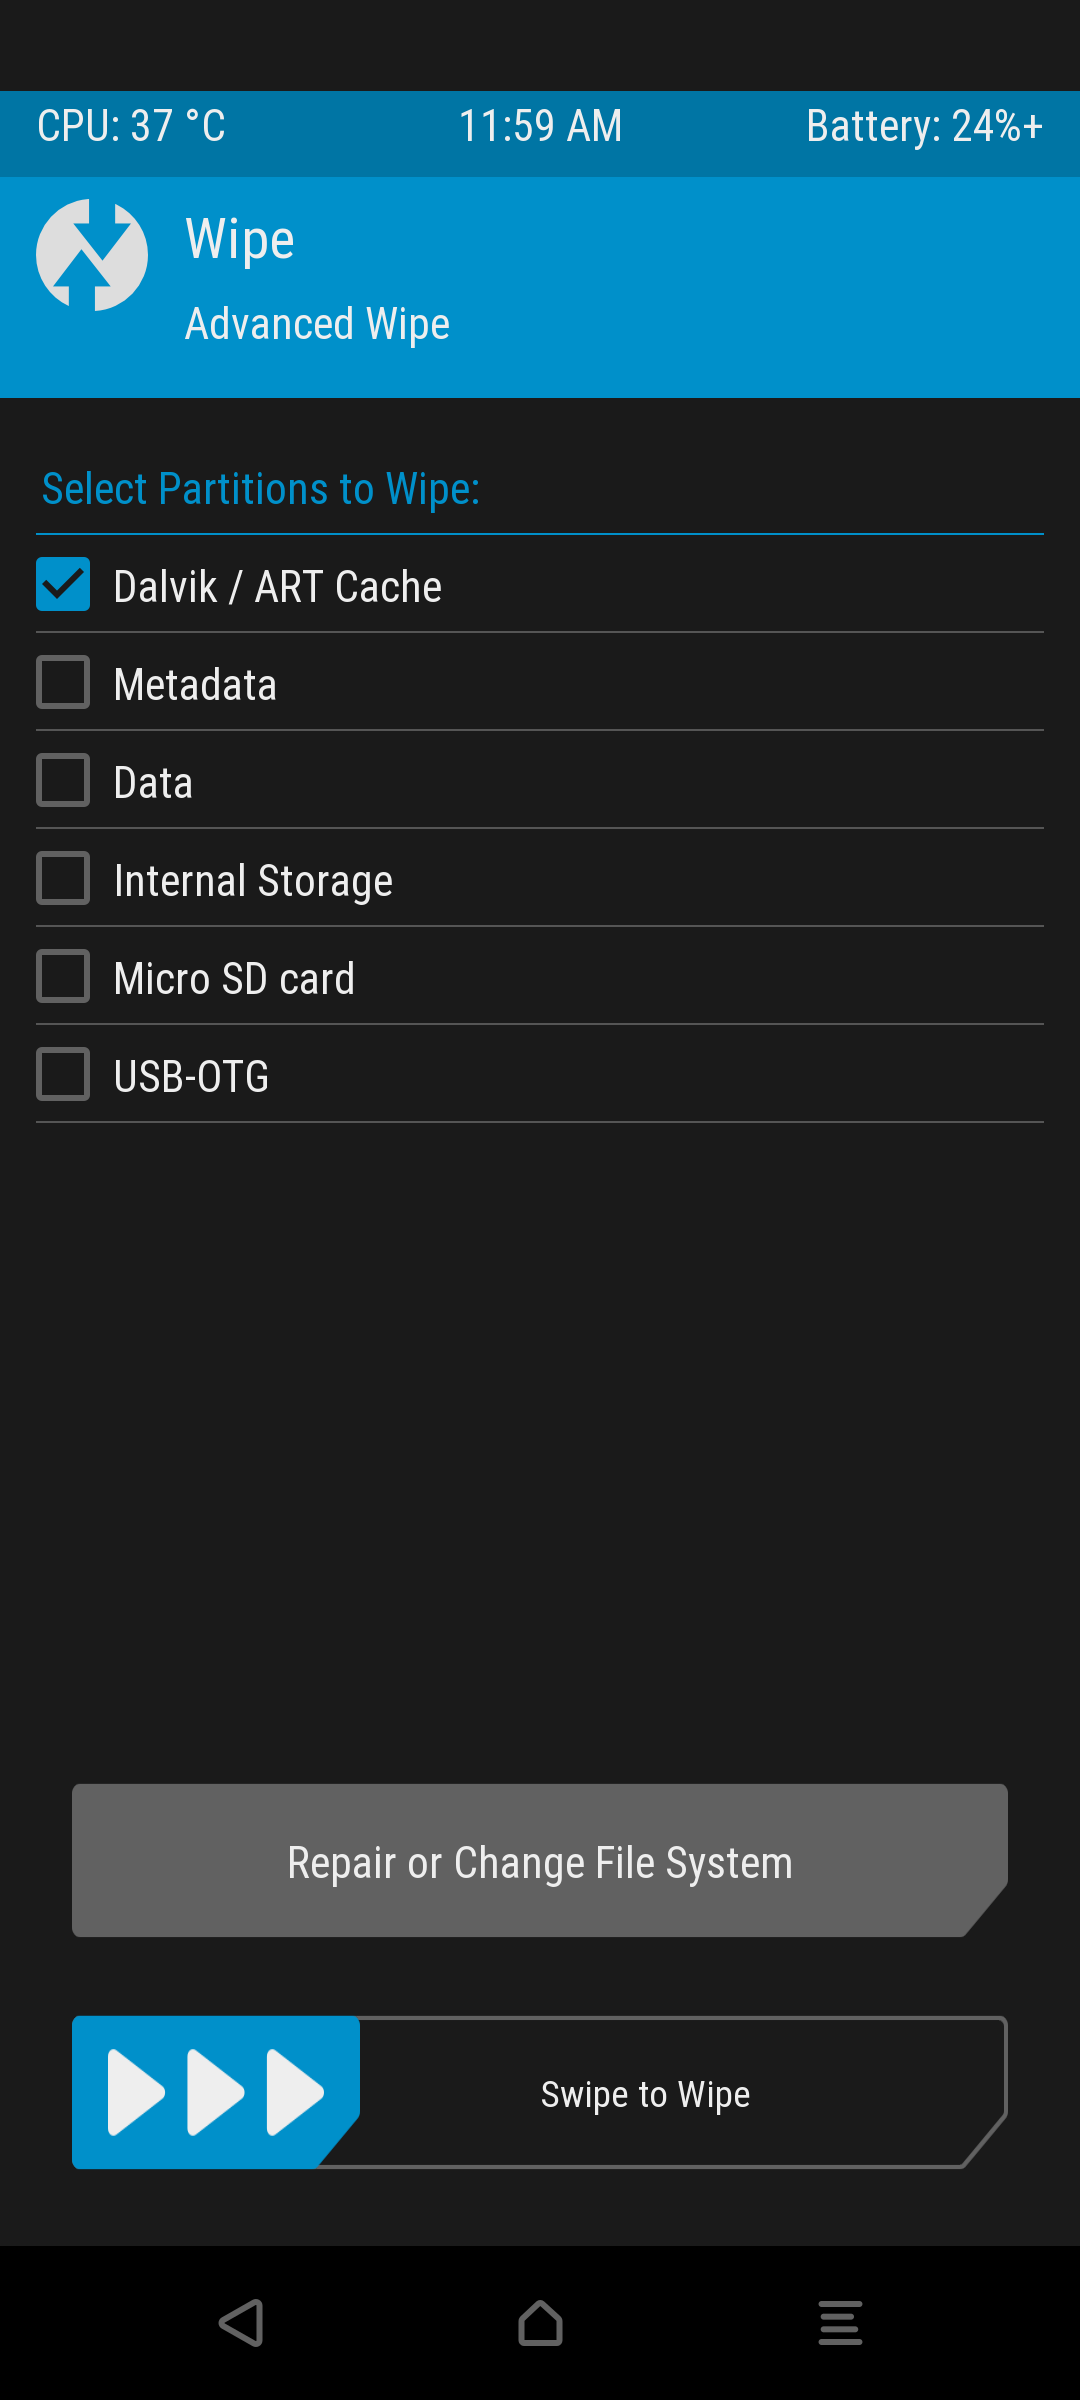 CPU: 37 °C 11:59 AM Battery: 24%+
Wipe
Advanced Wipe
Select Partitions to Wipe:
Dalvik / ART Cache
Metadata
Data
Internal Storage
Micro SD card
USB-OTG
Repair or Change File System
Swipe to Wipe